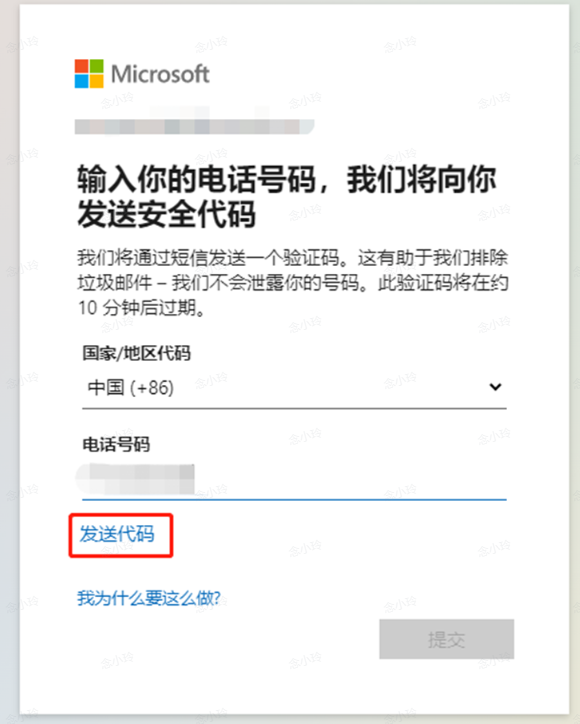 Microsoft
输入你的电话号码，我们将向你
发送安全代码
我们将通过短信发送一个验证码。这有助于我们排除
垃圾邮件 – 我们不会泄露你的号码。此验证码将在约
10 分钟后过期。
国家/地区代码
中国 (+86)
电话号码
发送代码
我为什么要这么做?
提交